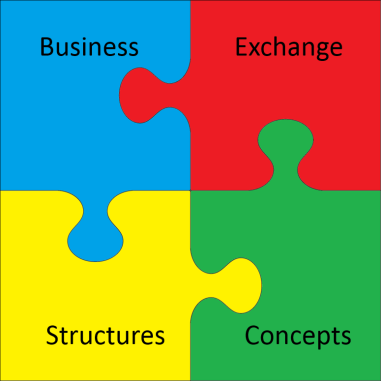 Business
Exchange
Structures
Concepts